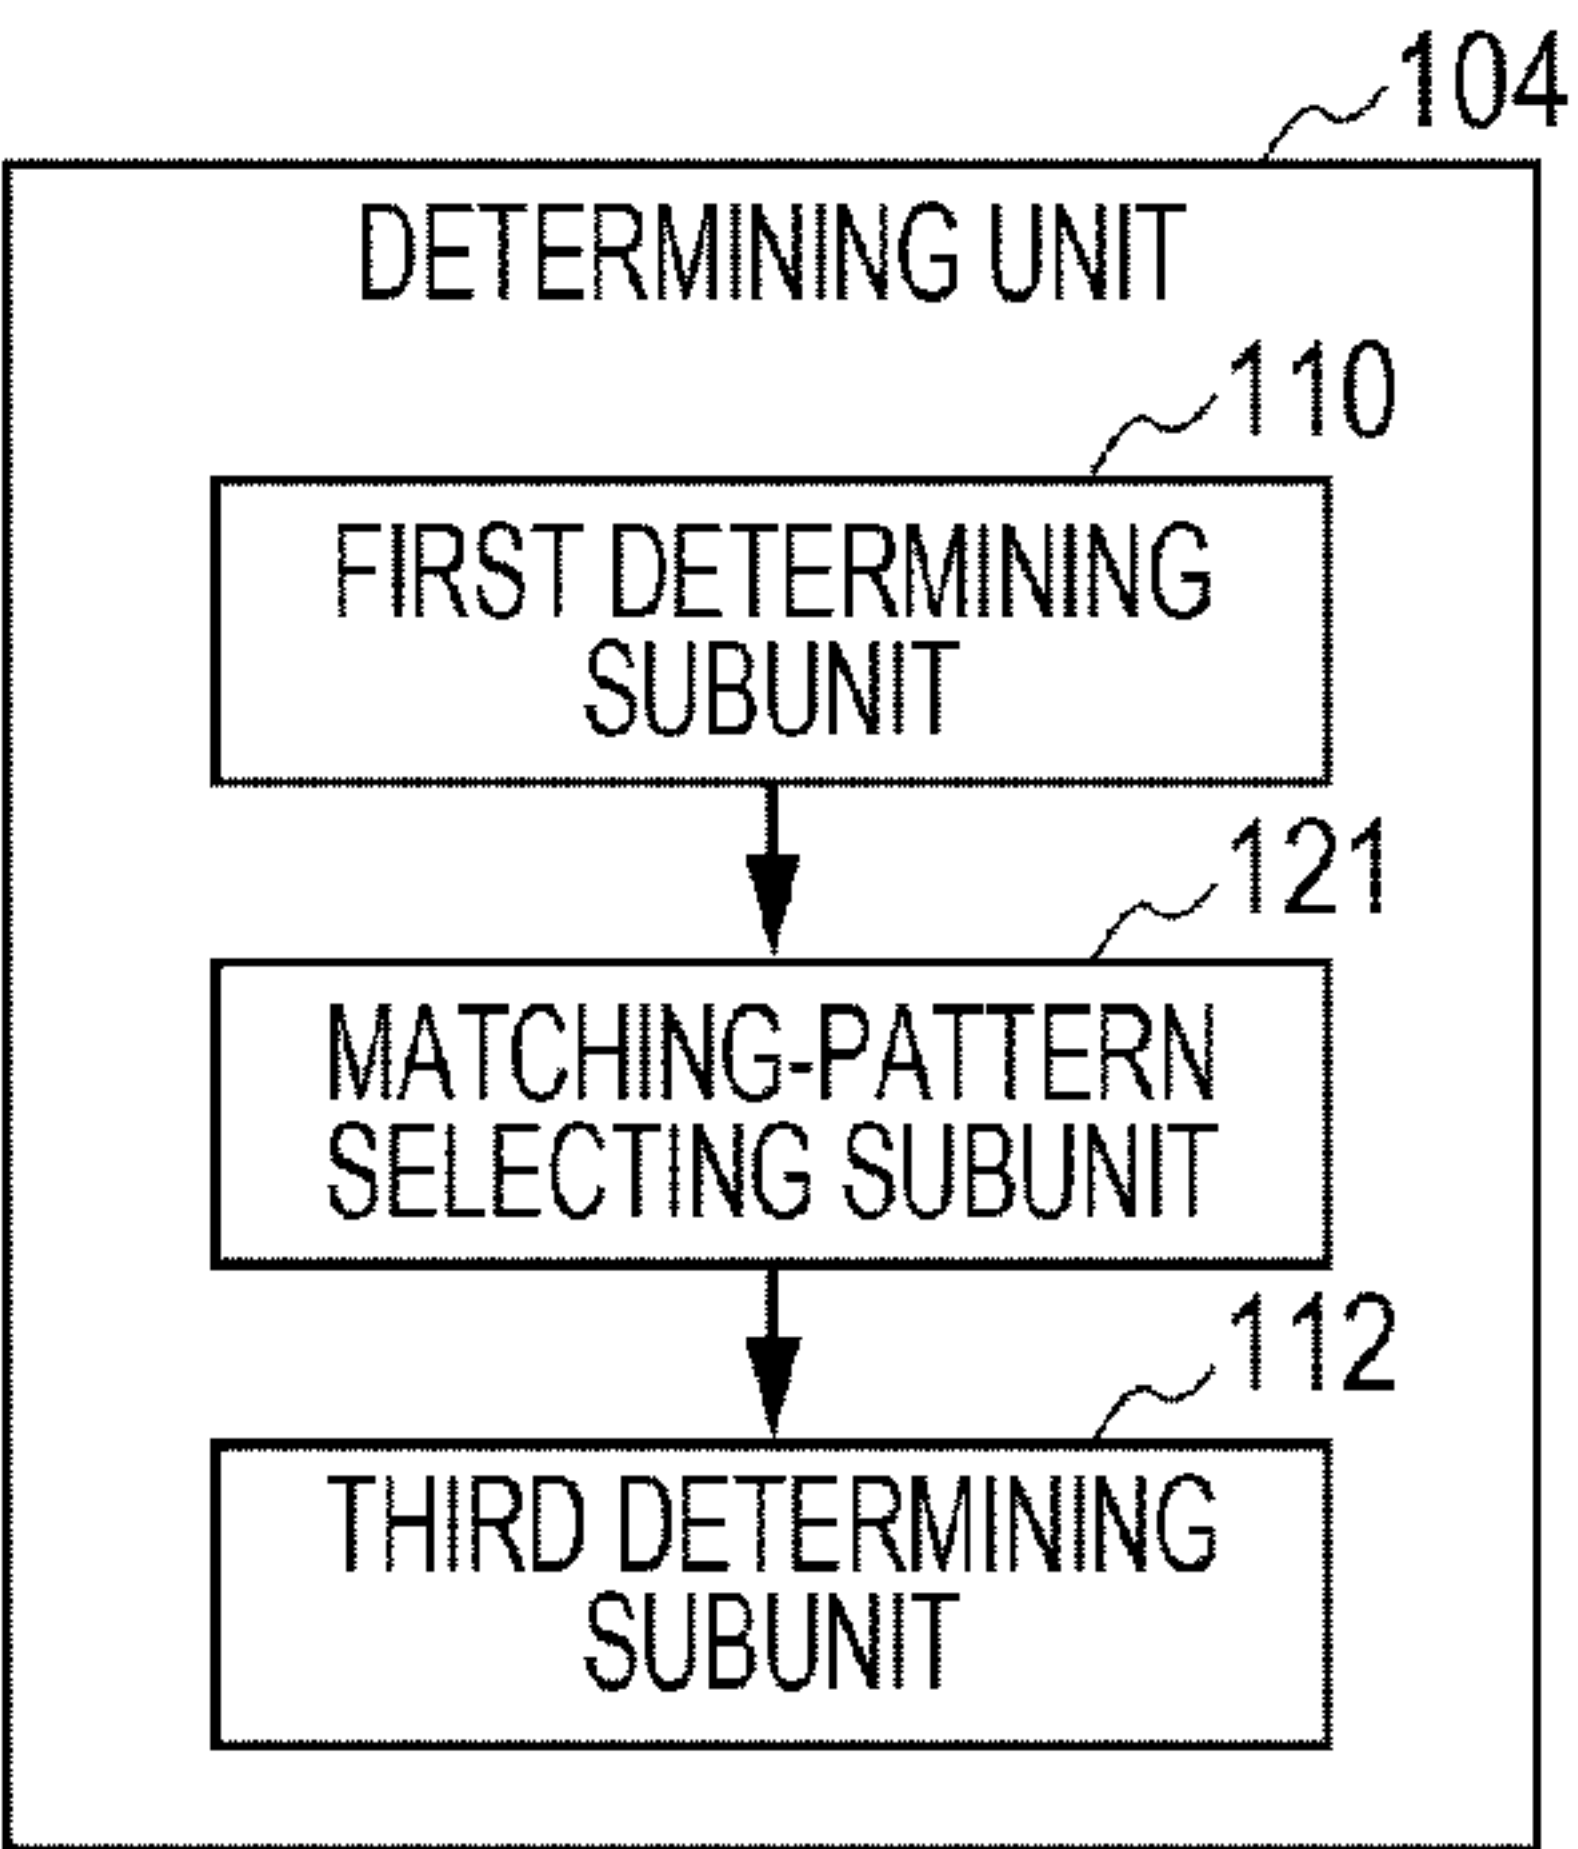 104
DETERMINING UNIT
110
FIRST DETERMINING
SUBUNIT
121
MATCHING-PATTERN
SELECTING SUBUNIT
112
THIRD DETERMINING
SUBUNIT